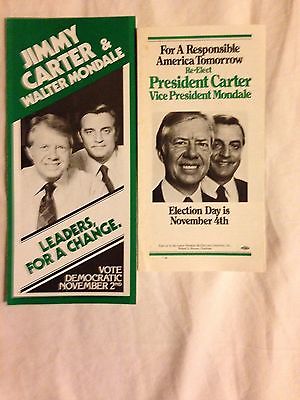 JIMMY
CARTER &
WALTER MONDALE
LEADERS,
FOR A CHANGE.
VOTE
DEMOCRATIC
NOVEMBER 2ND
For A Responsible
America Tomorrow
Re-Elect
President Carter
Vice President Mondale
Election Day is
November 4th